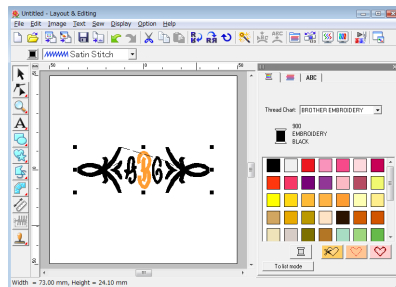 Untitled - Layout & Editing
File Edit Image Text Sew Display Option Help
Satin Stitch
ABC
Thread Chart: BROTHER EMBROIDERY
900
EMBROIDERY
BLACK
ABC
To list mode
Width = 73.00 mm, Height = 24.10 mm